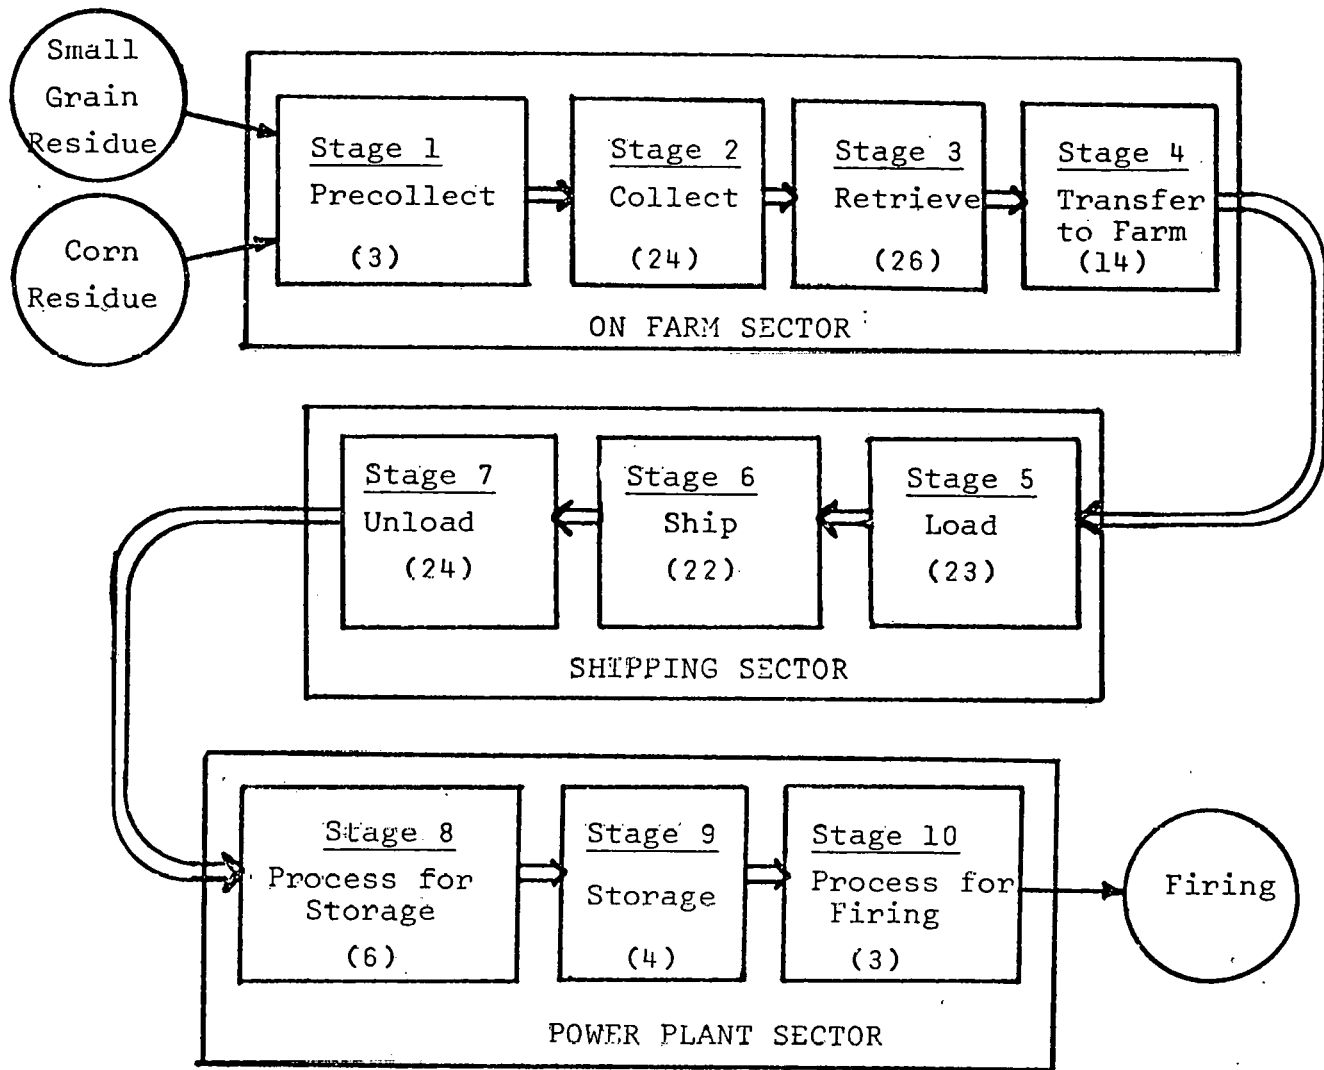 Small
Grain
Residue
Corn
Residue
Stage 1
Precollect
(3)
Stage 2
Collect
(24)
Stage 3
Retrieve
(26)
Stage 4
Transfer
to Farm
(14)
ON FARM SECTOR
Stage 5
Load
(23)
Stage 6
Ship
(22)
Stage 7
Unload
(24)
SHIPPING SECTOR
Stage 8
Process for
Storage
(6)
Stage 9
Storage
(4)
Stage 10
Process for
Firing
(3)
Firing
POWER PLANT SECTOR